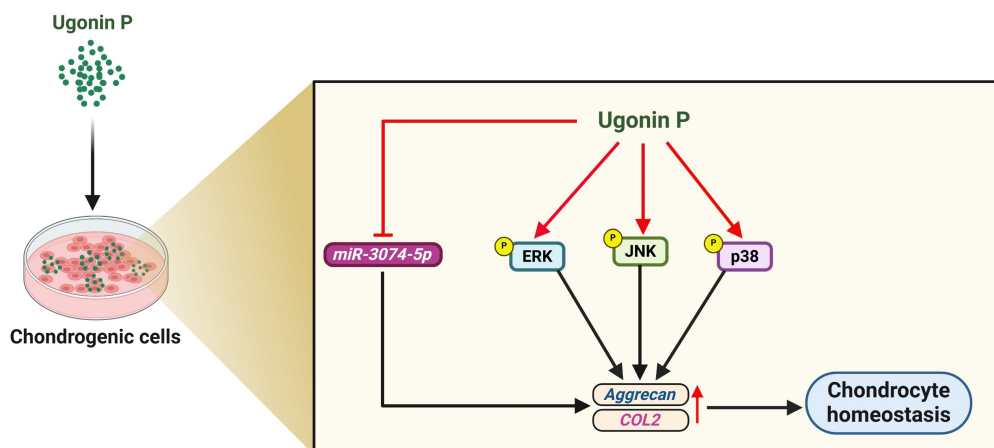 Ugonin P
Chondrogenic cells
Ugonin P
miR-3074-5p
P
ERK
P
JNK
P
p38
Aggrecan
COL2
Chondrocyte
homeostasis